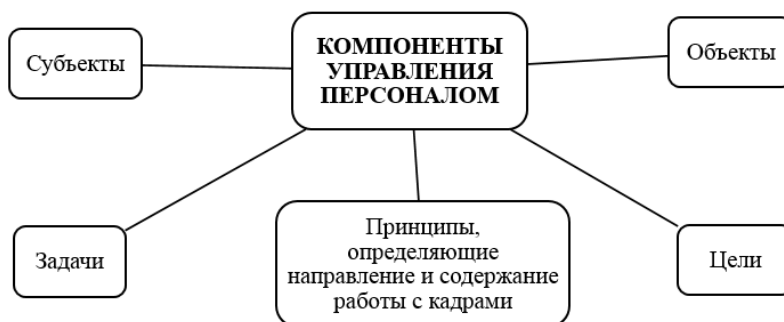 КОМПОНЕНТЫ
УПРАВЛЕНИЯ
ПЕРСОНАЛОМ
Субъекты
Объекты
Задачи
Принципы,
определяющие
направление и содержание
работы с кадрами
Цели